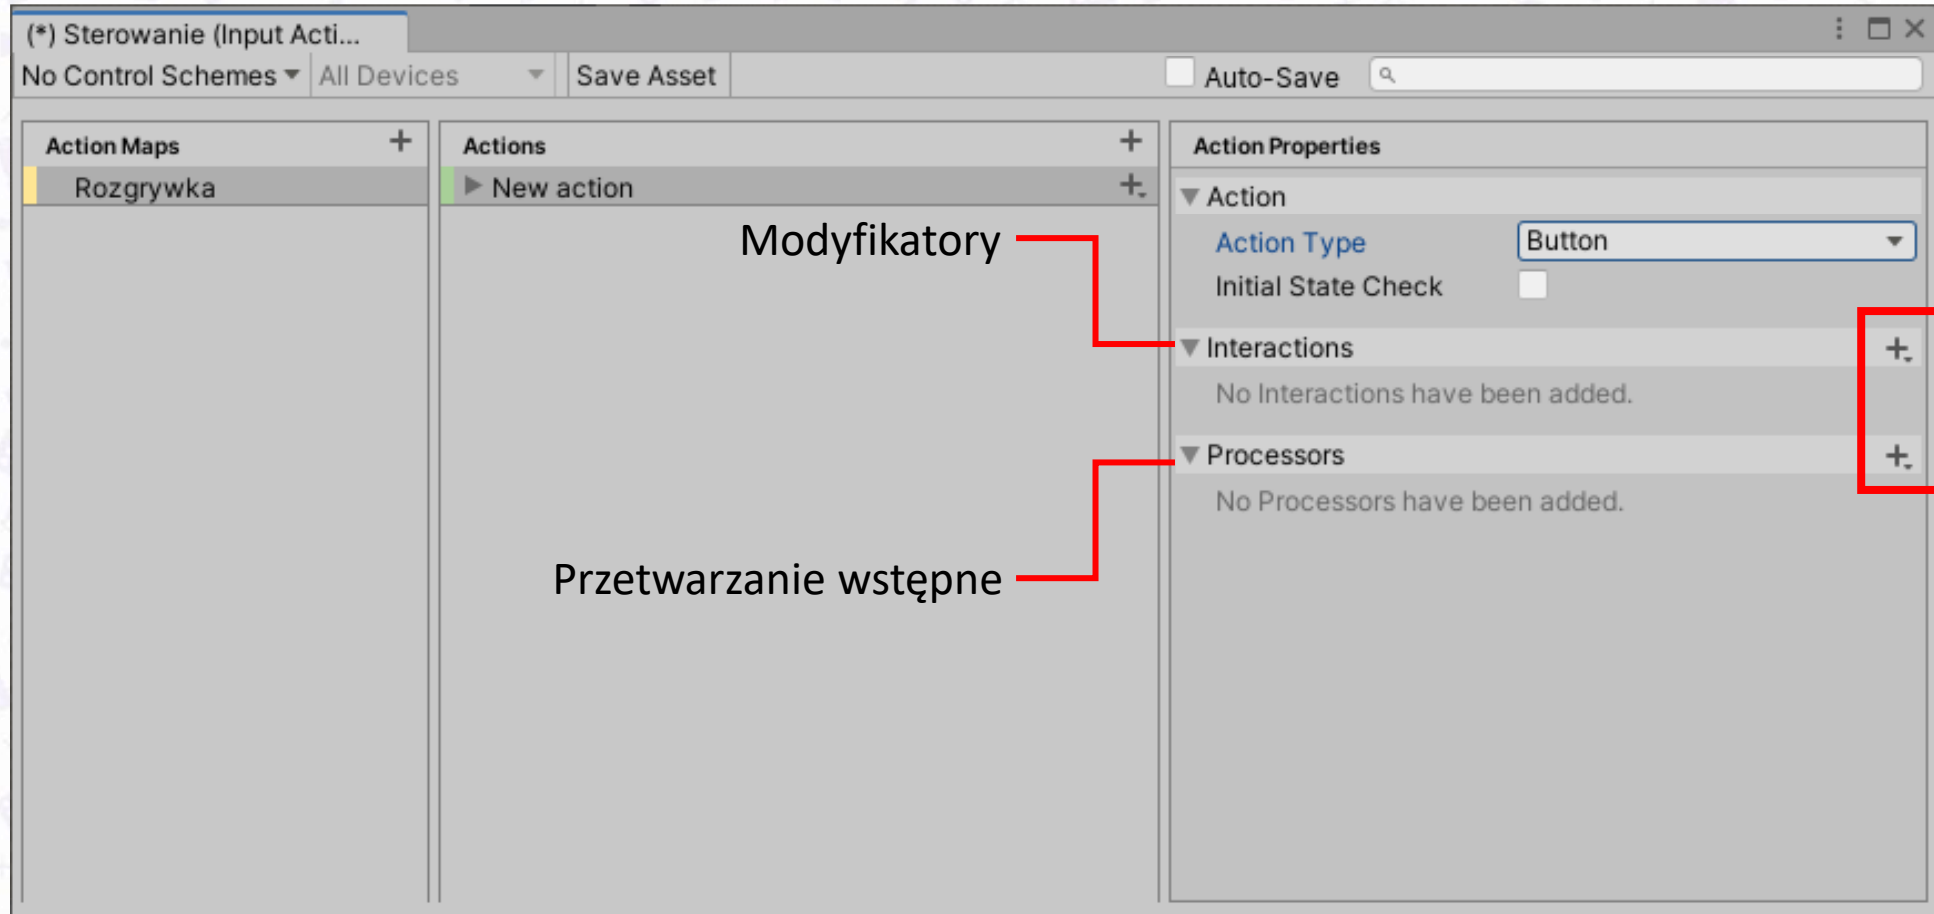 (*) Sterowanie (Input Acti...
No Control Schemes All Devices Save Asset Auto-Save
Action Maps
Rozgrywka
Actions
New action
Modyfikatory
Przetwarzanie wstępne
Action Properties
Action
Action Type Button
Initial State Check
Interactions
No Interactions have been added.
Processors
No Processors have been added.